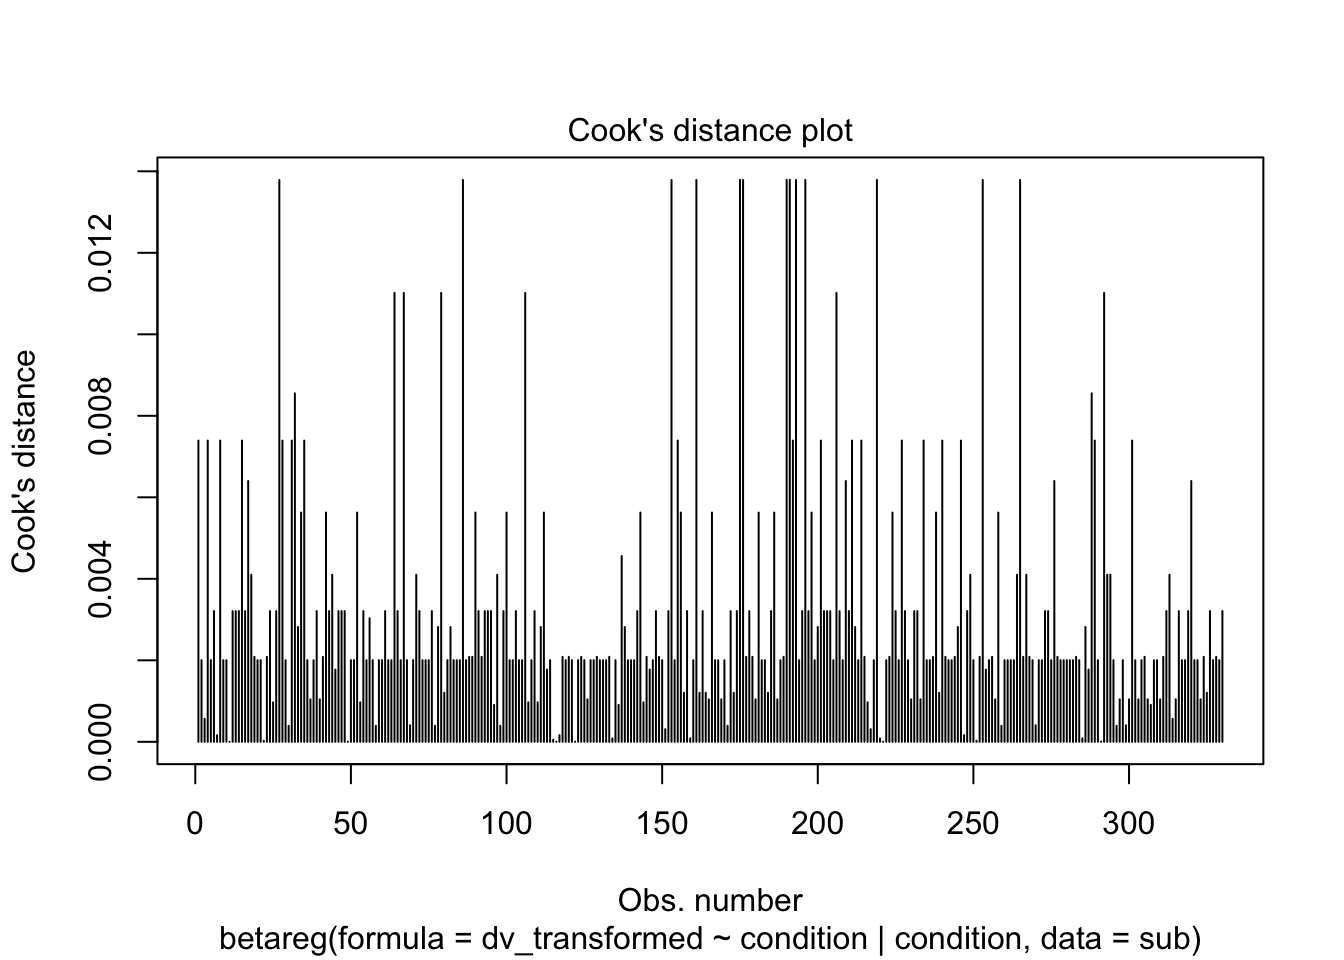 Cook's distance plot
Cook's distance
0.012
0.008
0.004
0.000
0 50 100 150 200 250 300
Obs. number
betareg(formula = dv_transformed ~ condition | condition, data = sub)